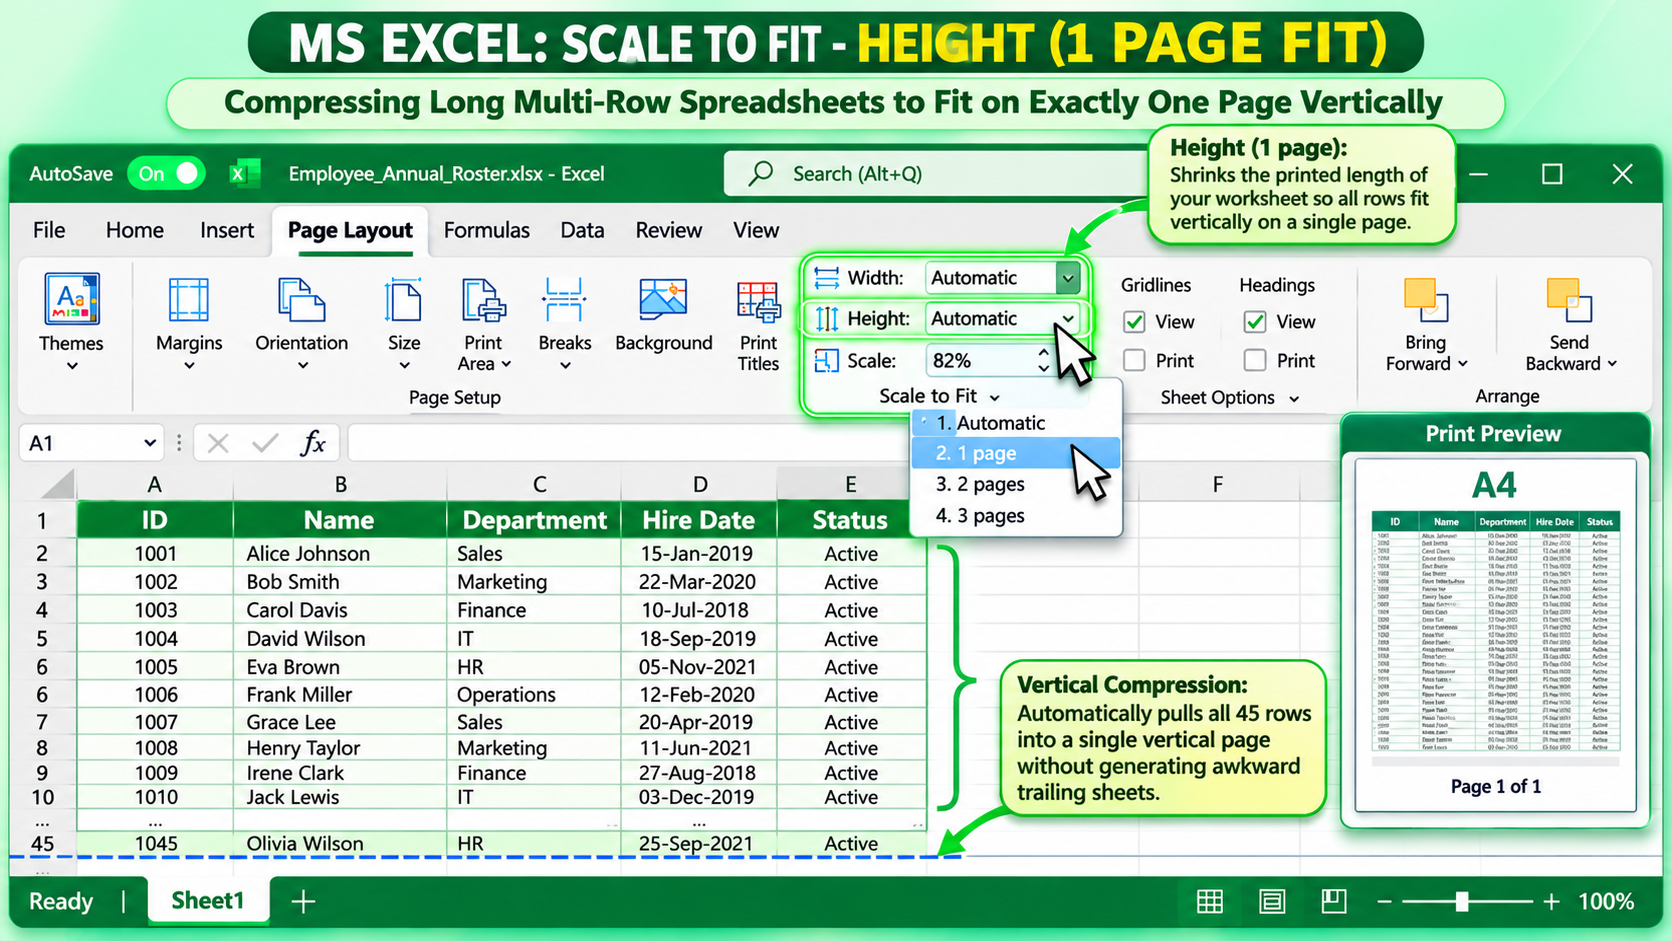 MS EXCEL: SCALE TO FIT - HEIGHT (1 PAGE FIT)
Compressing Long Multi-Row Spreadsheets to Fit on Exactly One Page Vertically
Height (1 page):
Shrinks the printed length of
your worksheet so all rows fit
vertically on a single page.
AutoSave On Employee_Annual_Roster.xlsx - Excel Search (Alt+Q)
File Home Insert Page Layout Formulas Data Review View
Themes
Margins
Orientation
Size
Print
Area
Breaks
Background
Print
Titles
Page Setup
Width: Automatic
Height: Automatic
Scale: 82%
Scale to Fit
Gridlines Headings
View View
Print Print
Sheet Options
Bring
Forward
Send
Backward
Arrange
1. Automatic
2. 1 page
3. 2 pages
4. 3 pages
A1 fx
A B C D E F
1 ID Name Department Hire Date Status
2 1001 Alice Johnson Sales 15-Jan-2019 Active
3 1002 Bob Smith Marketing 22-Mar-2020 Active
4 1003 Carol Davis Finance 10-Jul-2018 Active
5 1004 David Wilson IT 18-Sep-2019 Active
6 1005 Eva Brown HR 05-Nov-2021 Active
6 1006 Frank Miller Operations 12-Feb-2020 Active
7 1007 Grace Lee Sales 20-Apr-2019 Active
8 1008 Henry Taylor Marketing 11-Jun-2021 Active
9 1009 Irene Clark Finance 27-Aug-2018 Active
10 1010 Jack Lewis IT 03-Dec-2019 Active
... ... ...
45 1045 Olivia Wilson HR 25-Sep-2021 Active
...
Vertical Compression:
Automatically pulls all 45 rows
into a single vertical page
without generating awkward
trailing sheets.
Print Preview
A4
ID Name Department Hire Date Status
Page 1 of 1
Ready Sheet1 100%